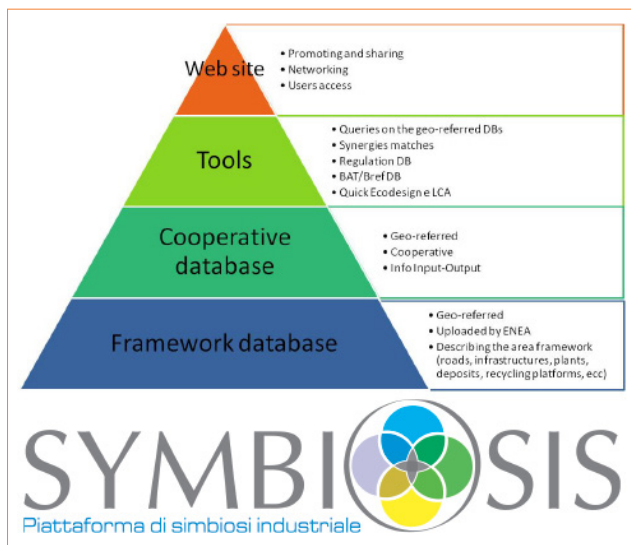 Web site
• Promoting and sharing
• Networking
• Users access
Tools
• Queries on the geo-referred DBs
• Synergies matches
• Regulation DB
• BAT/Bref DB
• Quick Ecodesign e LCA
Cooperative
database
• Geo-referred
• Cooperative
• Info Input-Output
Framework database
• Geo-referred
• Uploaded by ENEA
• Describing the area framework
(roads, infrastructures, plants,
deposits, recycling platforms, ecc)
SYMBIOSIS
Piattaforma di simbiosi industriale